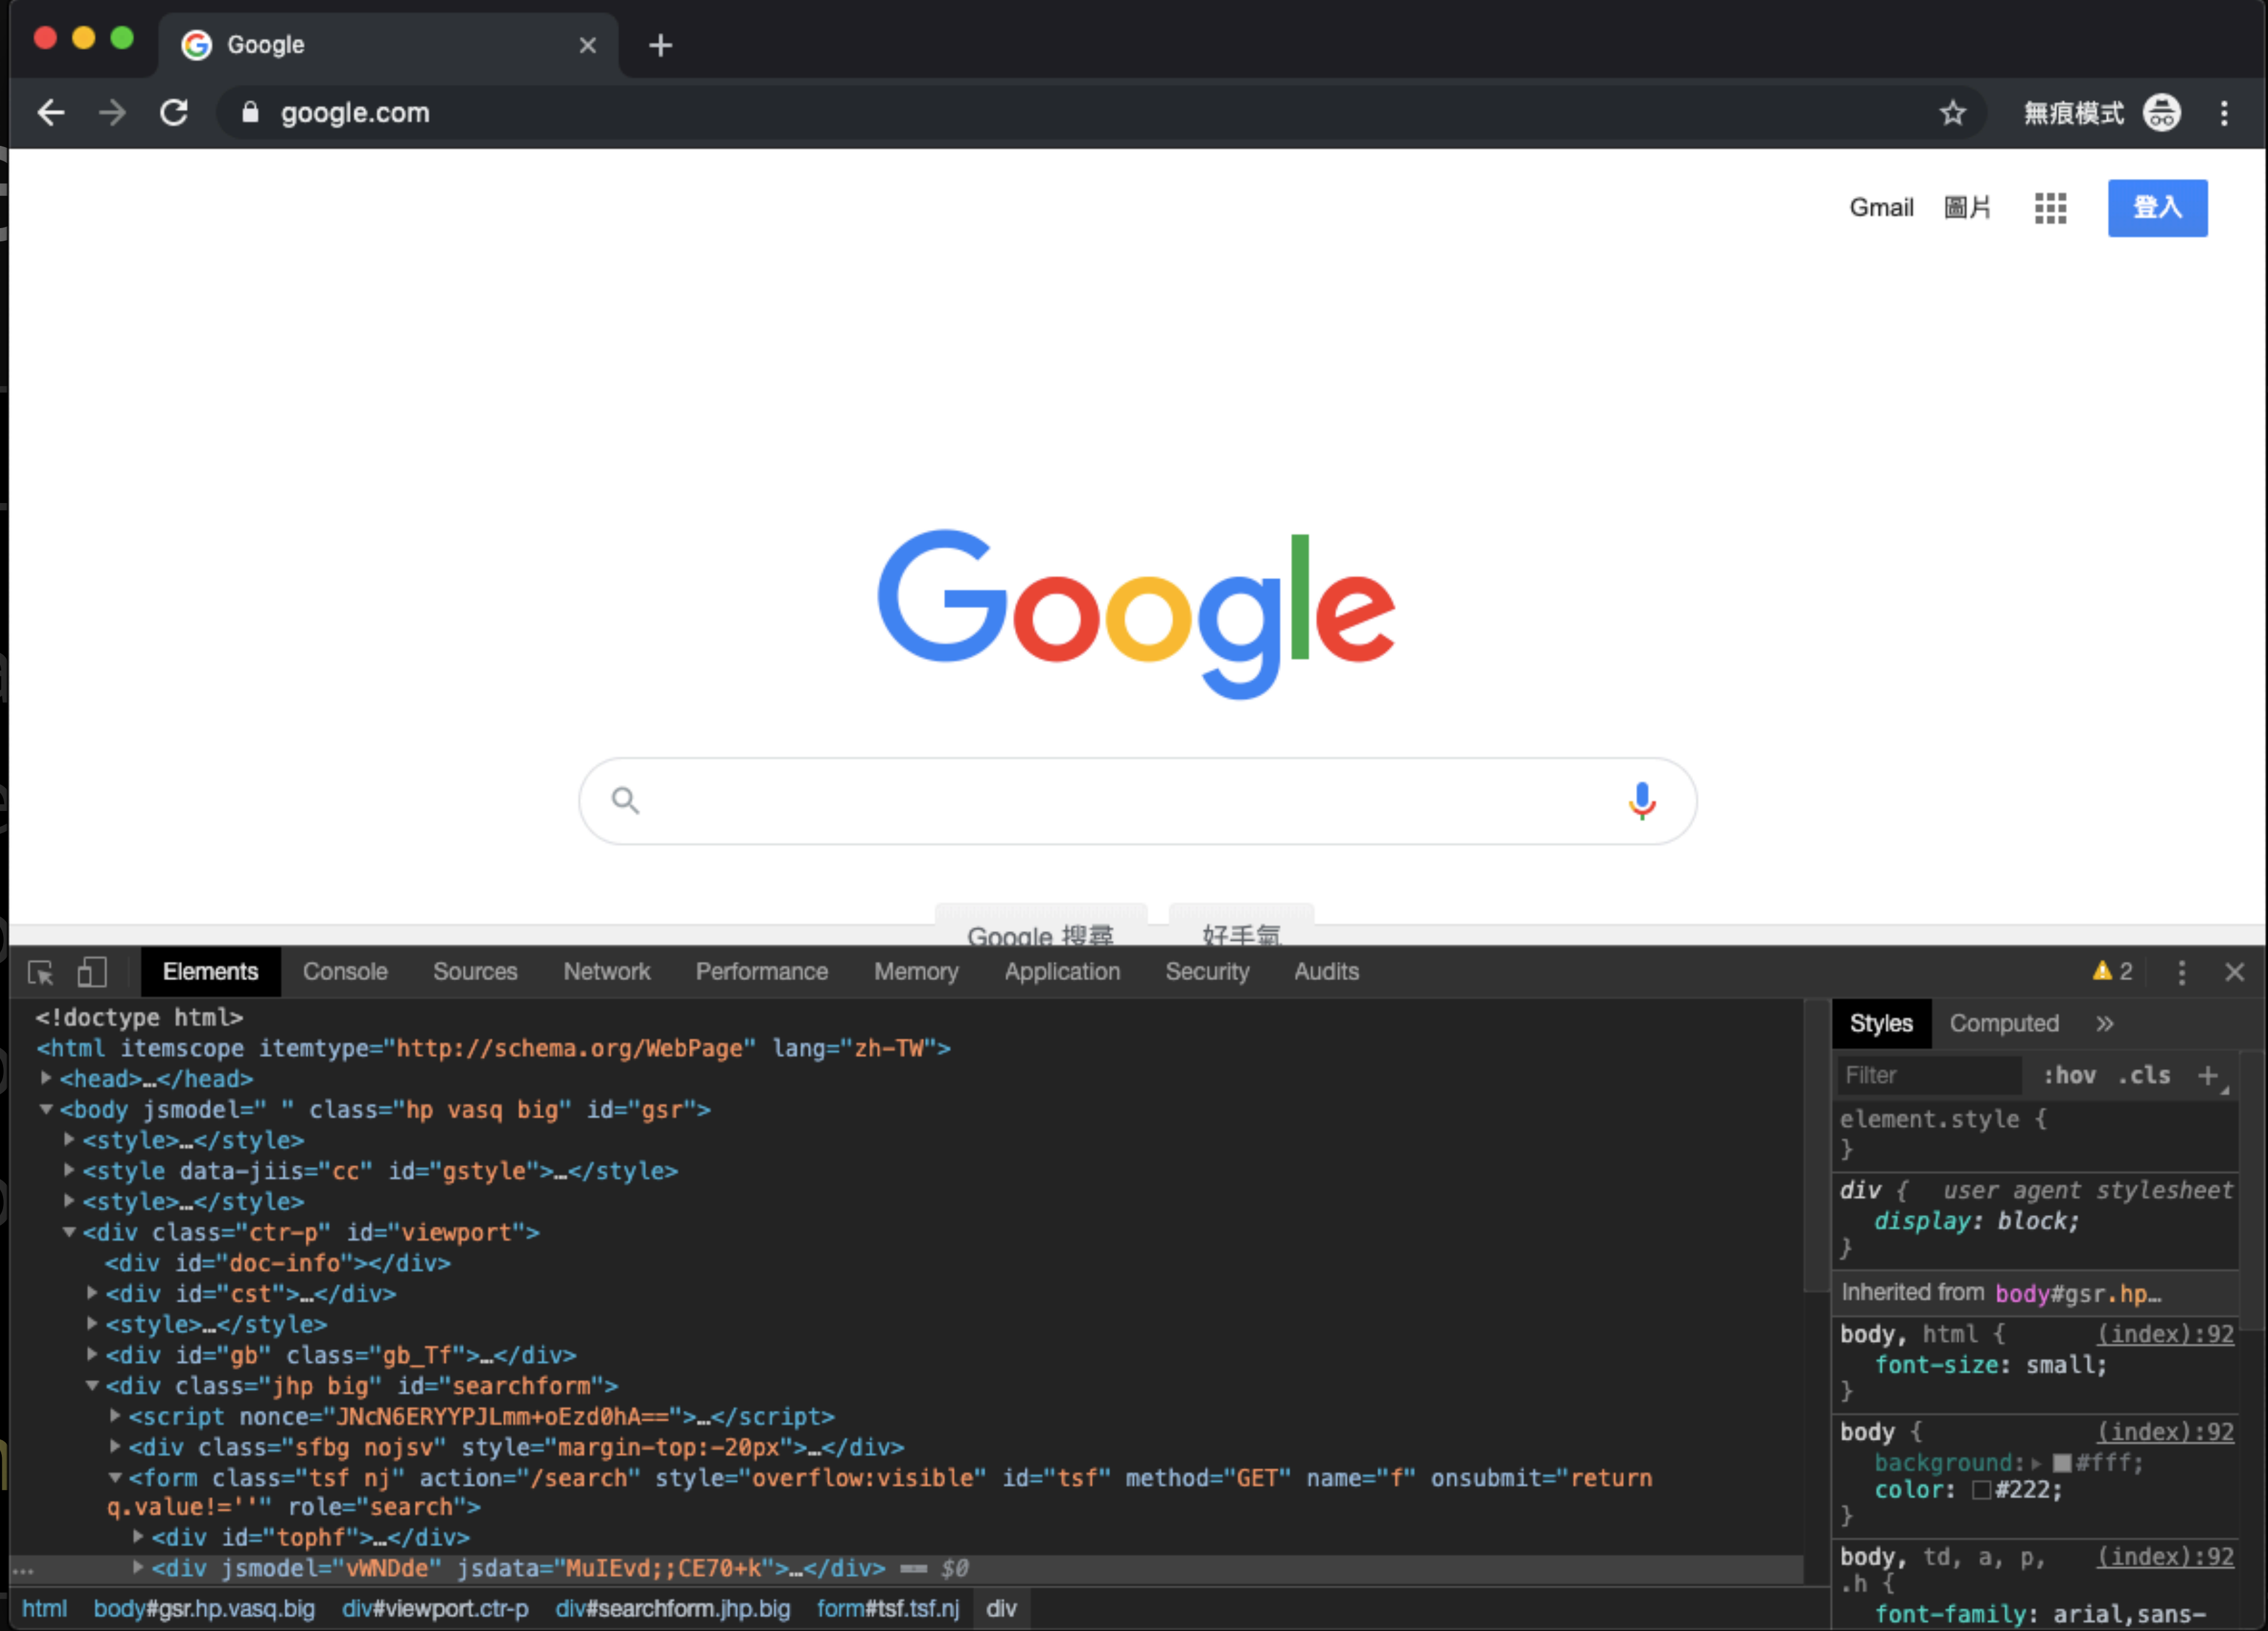 Google
google.com
無痕模式
Gmail 圖片 登入
Google
Google 搜尋 好手氣
Elements Console Sources Network Performance Memory Application Security Audits 2
<!doctype html>
<html itemscope itemtype="http://schema.org/WebPage" lang="zh-TW">
<head>…</head>
<body jsmodel=" " class="hp vasq big" id="gsr">
<style>…</style>
<style data-jiis="cc" id="gstyle">…</style>
<style>…</style>
<div class="ctr-p" id="viewport">
<div id="doc-info"></div>
<div id="cst">…</div>
<style>…</style>
<div id="gb" class="gb_Tf">…</div>
<div class="jhp big" id="searchform">
<script nonce="JNcN6ERYYPJLmm+oEzd0hA==">…</script>
<div class="sfbg nojsv" style="margin-top:-20px">…</div>
<form class="tsf nj" action="/search" style="overflow:visible" id="tsf" method="GET" name="f" onsubmit="return
q.value!=''" role="search">
<div id="tophf">…</div>
… <div jsmodel="vWNDde" jsdata="MuIEvd;;CE70+k">…</div> == $0
html body#gsr.hp.vasq.big div#viewport.ctr-p div#searchform.jhp.big form#tsf.tsf.nj div
Styles Computed »
Filter :hov .cls +
element.style {
}
div { user agent stylesheet
display: block;
}
Inherited from body#gsr.hp…
body, html { (index):92
font-size: small;
}
body { (index):92
background: #fff;
color: #222;
}
body, td, a, p, (index):92
.h {
font-family: arial,sans-